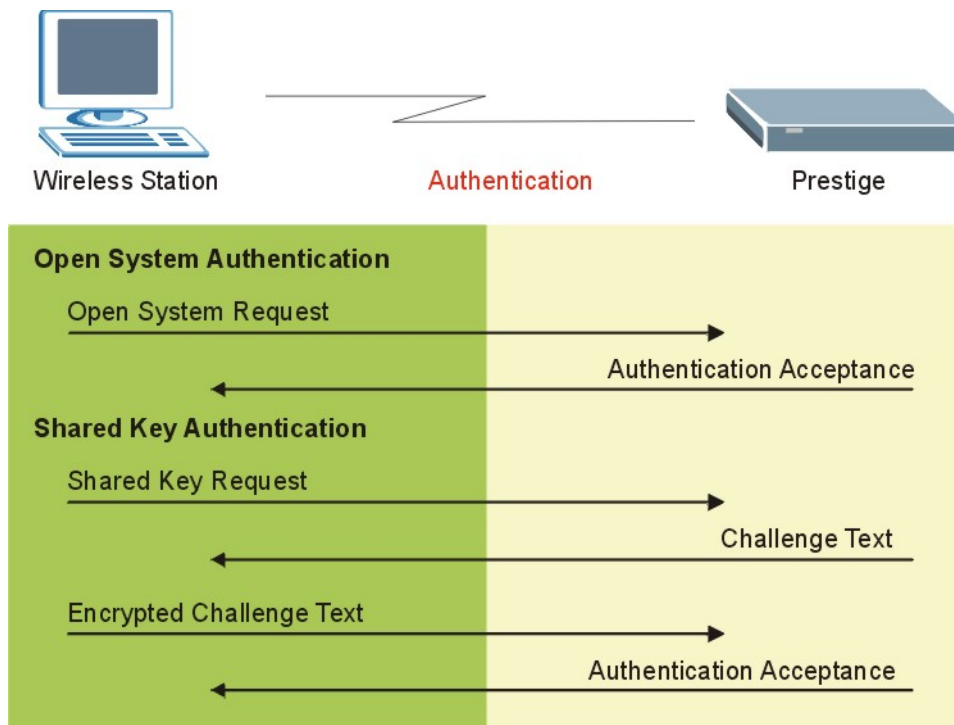 Wireless Station
Authentication
Prestige
Open System Authentication
Open System Request
Authentication Acceptance
Shared Key Authentication
Shared Key Request
Challenge Text
Encrypted Challenge Text
Authentication Acceptance